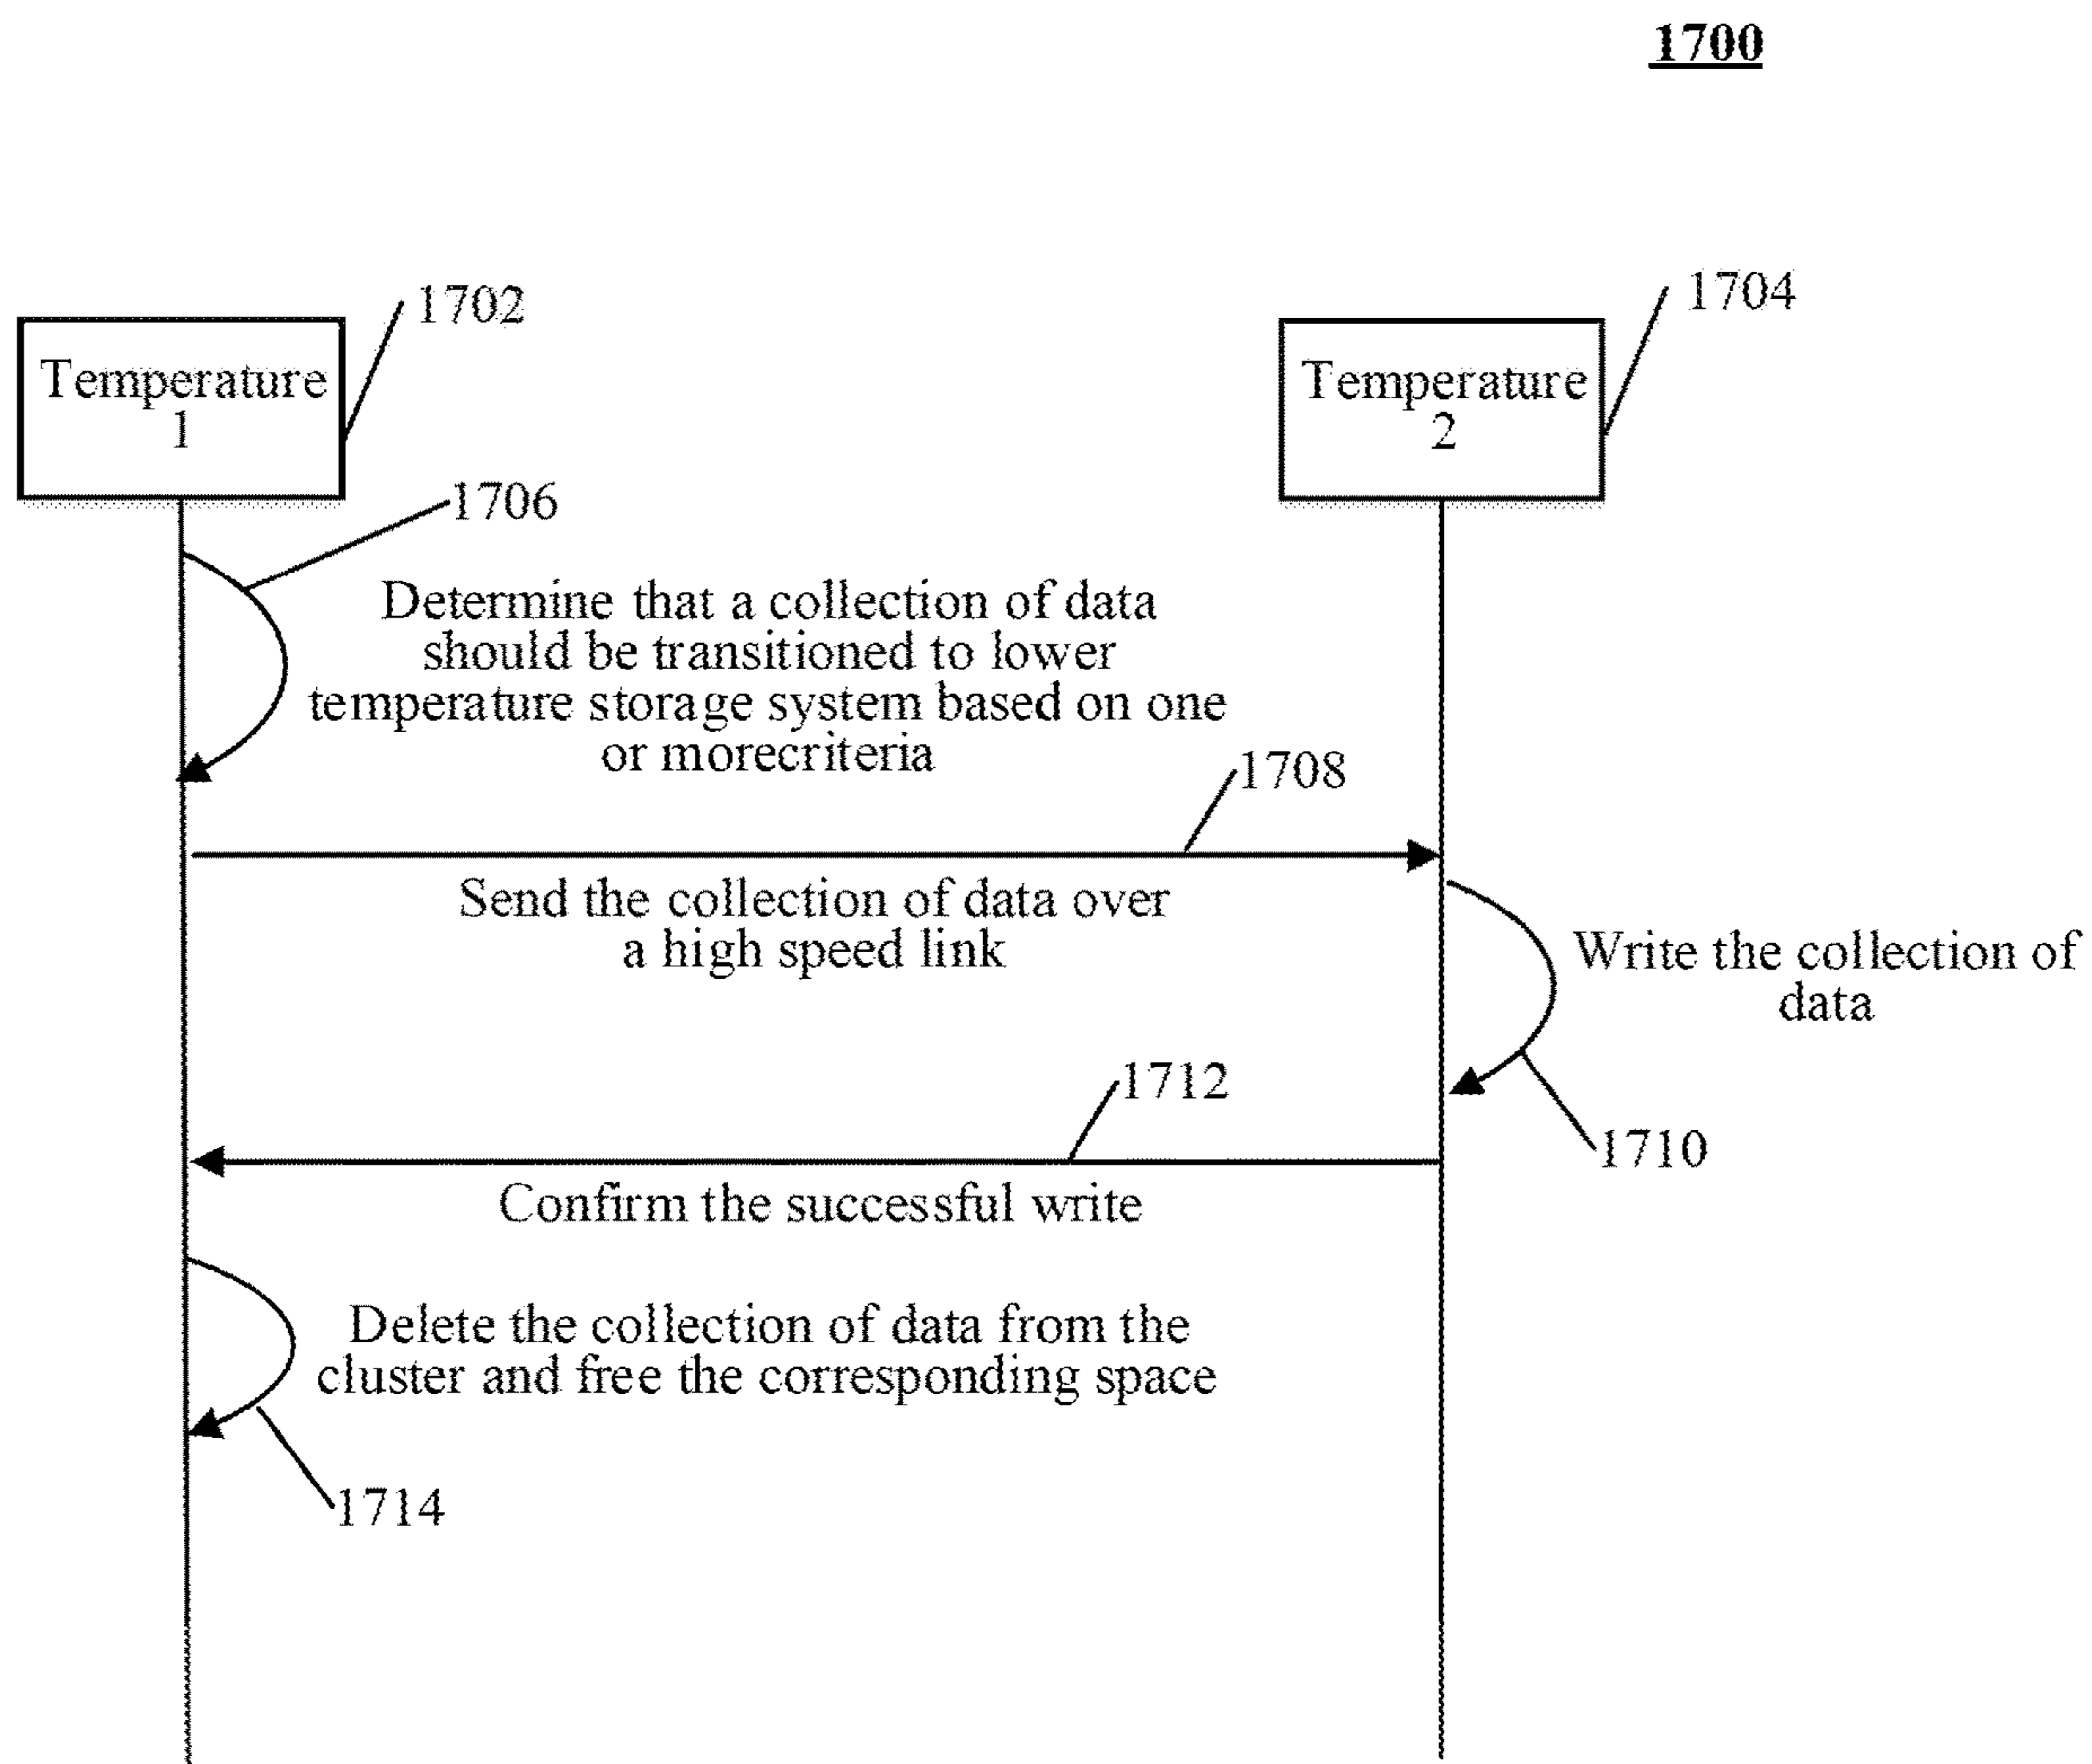 1700
1702
1704
Temperature
1
Temperature
2
1706
Determine that a collection of data
should be transitioned to lower
temperature storage system based on one
or morecriteria
1708
Send the collection of data over
a high speed link
Write the collection of
data
1710
1712
Confirm the successful write
Delete the collection of data from the
cluster and free the corresponding space
1714